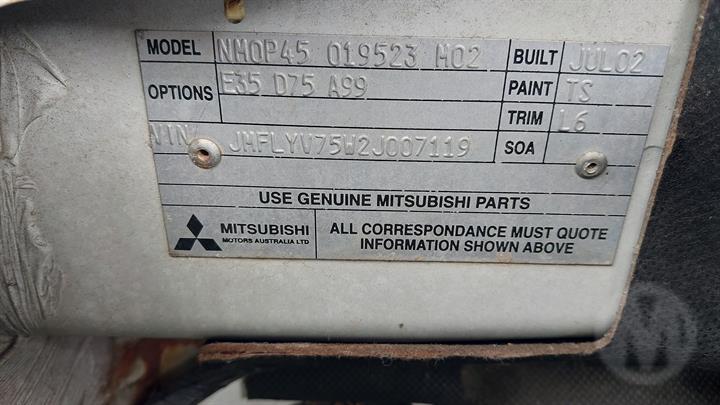 MODEL NMQP45 019523 M02 BUILT JUL02
OPTIONS E35 D75 A99 PAINT TS
TRIM L6
VIN JMFLYV75W2J007119 SOA
USE GENUINE MITSUBISHI PARTS
MITSUBISHI
MOTORS AUSTRALIA LTD
ALL CORRESPONDANCE MUST QUOTE
INFORMATION SHOWN ABOVE
M